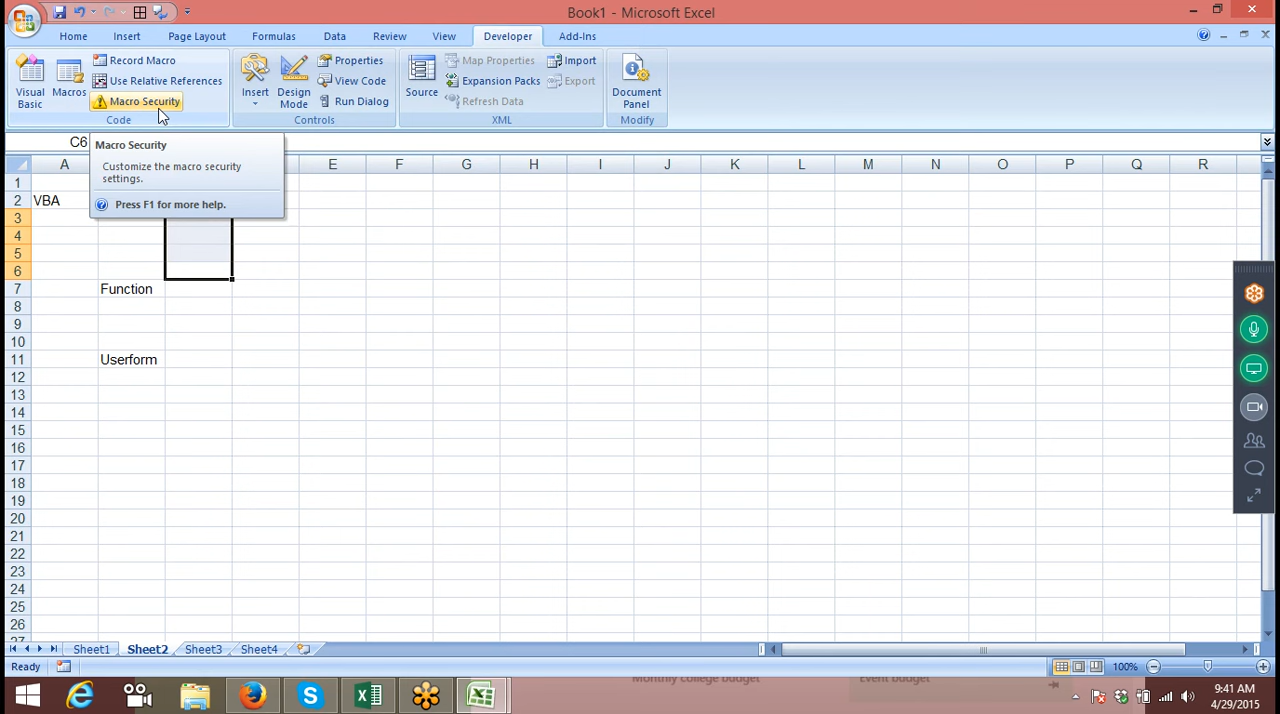 Book1 - Microsoft Excel
Home Insert Page Layout Formulas Data Review View Developer Add-Ins
Visual Basic
Macros
Record Macro
Use Relative References
Macro Security
Code
Insert
Design Mode
Properties
View Code
Run Dialog
Controls
Source
Map Properties
Expansion Packs
Refresh Data
Import
Export
XML
Document Panel
Modify
C6
Macro Security
Customize the macro security
settings.
Press F1 for more help.
A E F G H I J K L M N O P Q R
1
2 VBA
3
4
5
6
7 Function
8
9
10
11 Userform
12
13
14
15
16
17
18
19
20
21
22
23
24
25
26
27
Sheet1 Sheet2 Sheet3 Sheet4
Ready
100%
Monthly college budget Event budget
9:41 AM
4/29/2015